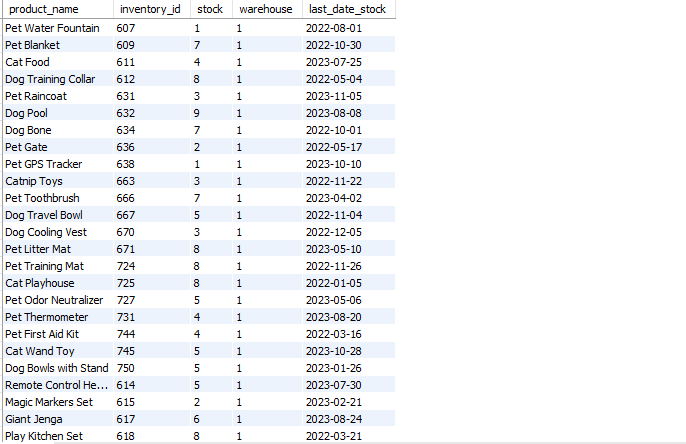 product_name inventory_id stock warehouse last_date_stock
Pet Water Fountain 607 1 1 2022-08-01
Pet Blanket 609 7 1 2022-10-30
Cat Food 611 4 1 2023-07-25
Dog Training Collar 612 8 1 2022-05-04
Pet Raincoat 631 3 1 2023-11-05
Dog Pool 632 9 1 2023-08-08
Dog Bone 634 7 1 2022-10-01
Pet Gate 636 2 1 2022-05-17
Pet GPS Tracker 638 1 1 2023-10-10
Catnip Toys 663 3 1 2022-11-22
Pet Toothbrush 666 7 1 2023-04-02
Dog Travel Bowl 667 5 1 2022-11-04
Dog Cooling Vest 670 3 1 2022-12-05
Pet Litter Mat 671 8 1 2023-05-10
Pet Training Mat 724 8 1 2022-11-26
Cat Playhouse 725 8 1 2022-01-05
Pet Odor Neutralizer 727 5 1 2023-05-06
Pet Thermometer 731 4 1 2023-08-20
Pet First Aid Kit 744 4 1 2022-03-16
Cat Wand Toy 745 5 1 2023-10-28
Dog Bowls with Stand 750 5 1 2023-01-26
Remote Control He... 614 5 1 2023-07-30
Magic Markers Set 615 2 1 2023-02-21
Giant Jenga 617 6 1 2023-08-24
Play Kitchen Set 618 8 1 2022-03-21